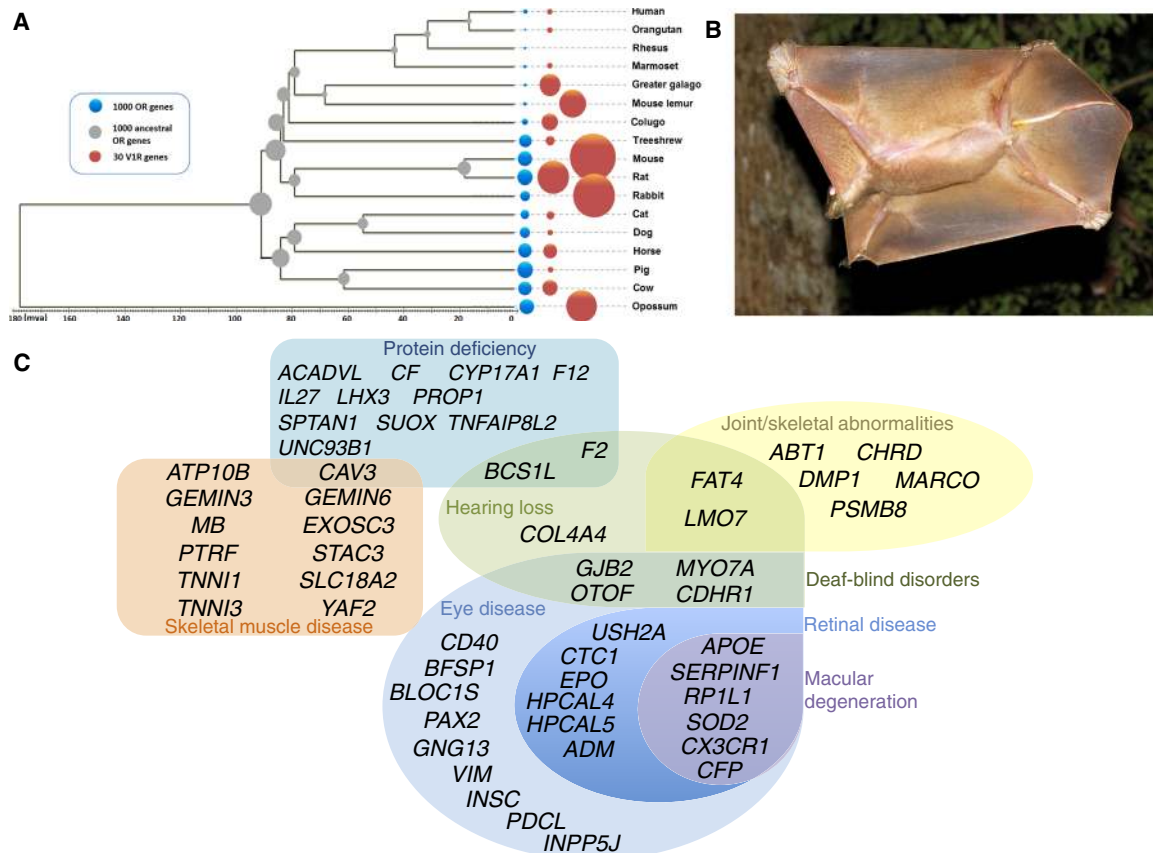 A
Human
Orangutan
Rhesus
Marmoset
Greater galago
Mouse lemur
Colugo
Treeshrew
Mouse
Rat
Rabbit
Cat
Dog
Horse
Pig
Cow
Opossum
1000 OR genes
1000 ancestral
OR genes
30 V1R genes
180 (mya) 160 140 120 100 80 60 40 20 0
B
C
Protein deficiency
ACADVL CF CYP17A1 F12
IL27 LHX3 PROP1
SPTAN1 SUOX TNFAIP8L2
UNC93B1
F2
BCS1L
Joint/skeletal abnormalities
ABT1 CHRD
FAT4 DMP1 MARCO
LMO7 PSMB8
ATP10B CAV3
GEMIN3 GEMIN6
MB EXOSC3
PTRF STAC3
TNNI1 SLC18A2
TNNI3 YAF2
Skeletal muscle disease
Hearing loss
COL4A4
GJB2 MYO7A
OTOF CDHR1
Deaf-blind disorders
Eye disease
CD40
BFSP1
BLOC1S
PAX2
GNG13
VIM
INSC
PDCL
INPP5J
USH2A
CTC1
EPO
HPCAL4
HPCAL5
ADM
Retinal disease
APOE
SERPINF1
RP1L1
SOD2
CX3CR1
CFP
Macular
degeneration